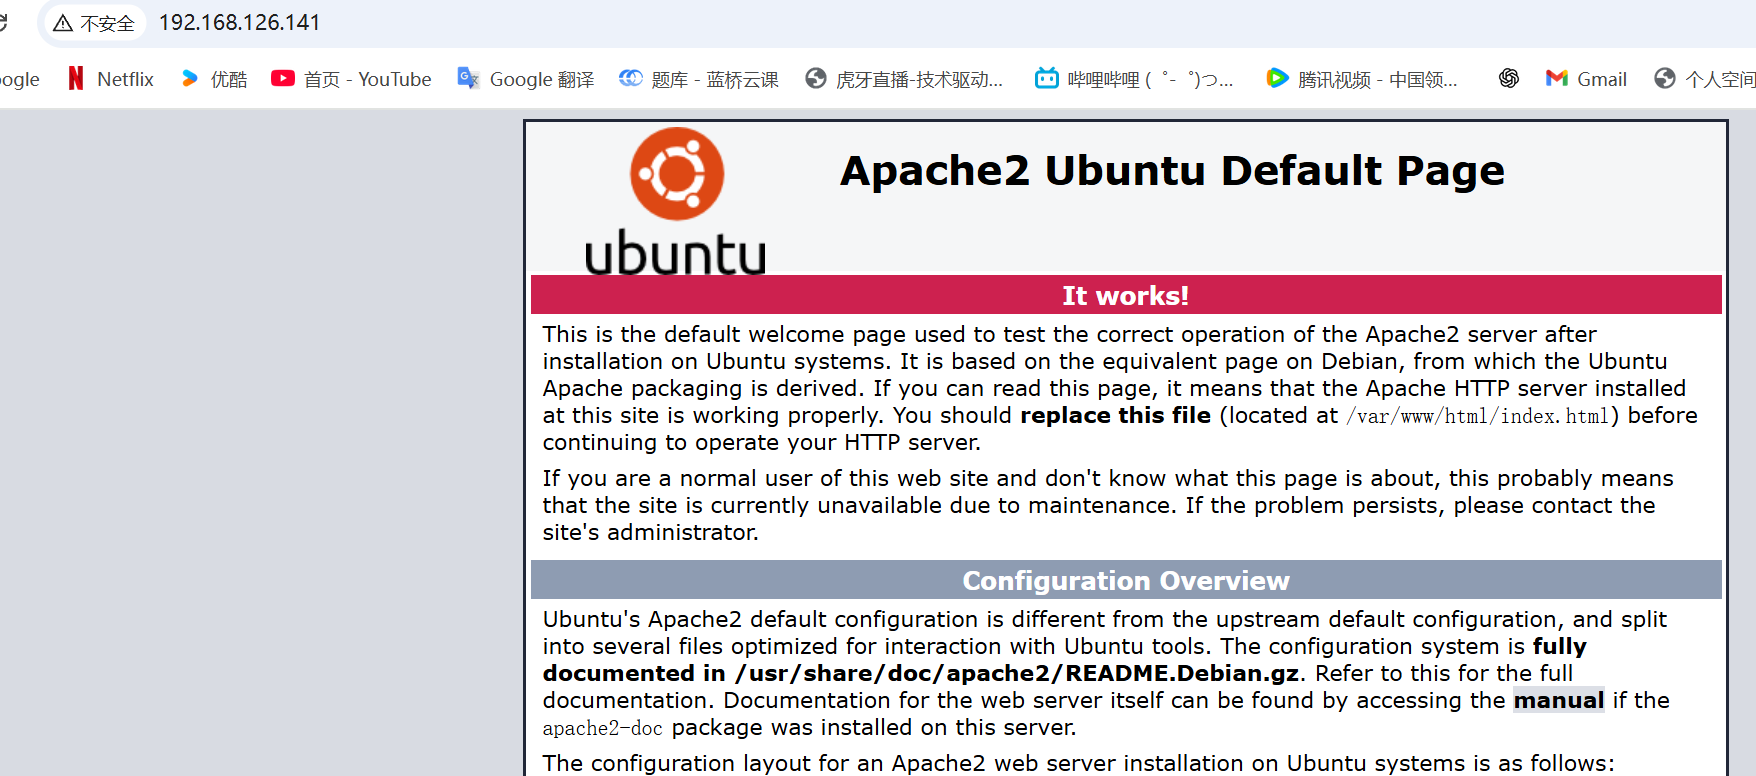 不安全 192.168.126.141
ogle Netflix 优酷 首页 - YouTube Google 翻译 题库 - 蓝桥云课 虎牙直播-技术驱动... 哔哩哔哩 (゜-゜)つ... 腾讯视频 - 中国领... Gmail 个人空间
ubuntu
Apache2 Ubuntu Default Page
It works!
This is the default welcome page used to test the correct operation of the Apache2 server after
installation on Ubuntu systems. It is based on the equivalent page on Debian, from which the Ubuntu
Apache packaging is derived. If you can read this page, it means that the Apache HTTP server installed
at this site is working properly. You should replace this file (located at /var/www/html/index.html) before
continuing to operate your HTTP server.
If you are a normal user of this web site and don't know what this page is about, this probably means
that the site is currently unavailable due to maintenance. If the problem persists, please contact the
site's administrator.
Configuration Overview
Ubuntu's Apache2 default configuration is different from the upstream default configuration, and split
into several files optimized for interaction with Ubuntu tools. The configuration system is fully
documented in /usr/share/doc/apache2/README.Debian.gz. Refer to this for the full
documentation. Documentation for the web server itself can be found by accessing the manual if the
apache2-doc package was installed on this server.
The configuration layout for an Apache2 web server installation on Ubuntu systems is as follows: